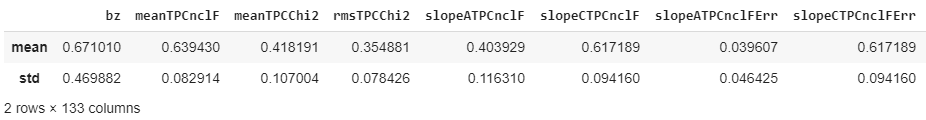 bz meanTPCnclF meanTPCChi2 rmsTPCChi2 slopeATPCnclF slopeCTPCnclF slopeATPCnclFErr slopeCTPCnclFErr
mean 0.671010 0.639430 0.418191 0.354881 0.403929 0.617189 0.039607 0.617189
std 0.469882 0.082914 0.107004 0.078426 0.116310 0.094160 0.046425 0.094160
2 rows × 133 columns